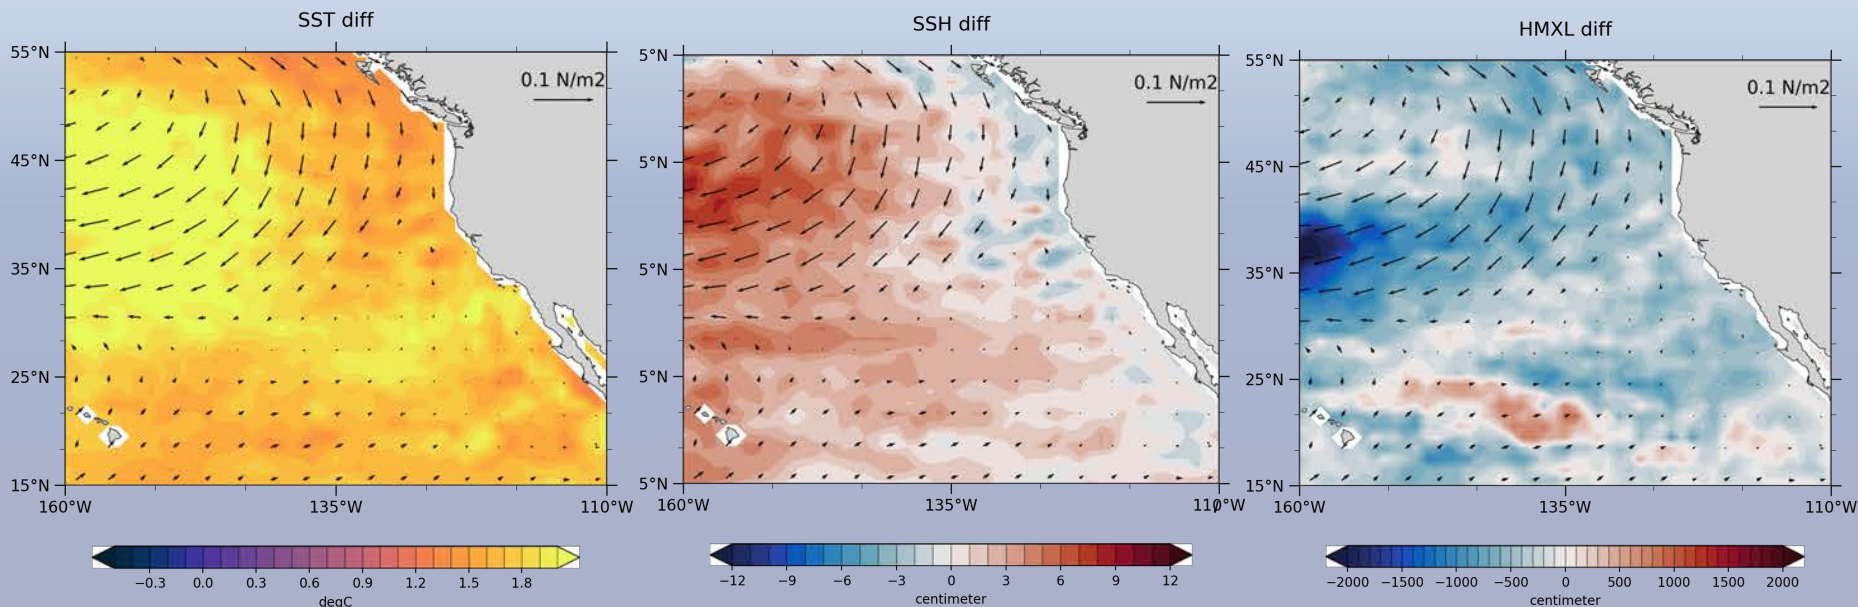 SST diff
0.1 N/m2
55°N
45°N
35°N
25°N
15°N
160°W 135°W 110°W
−0.3 0.0 0.3 0.6 0.9 1.2 1.5 1.8
degC
SSH diff
0.1 N/m2
5°N
5°N
5°N
5°N
5°N
160°W 135°W 110°W
−12 −9 −6 −3 0 3 6 9 12
centimeter
HMXL diff
0.1 N/m2
55°N
45°N
35°N
25°N
15°N
160°W 135°W 110°W
−2000 −1500 −1000 −500 0 500 1000 1500 2000
centimeter